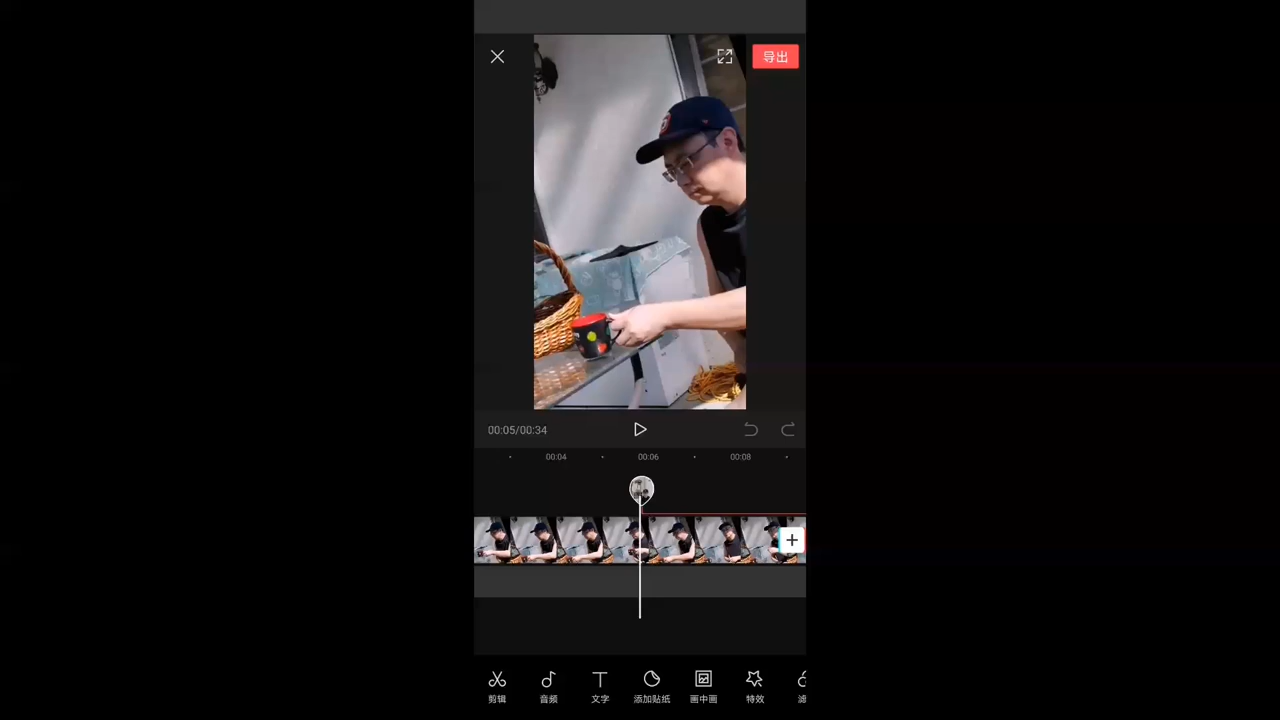 导出
00:05/00:34
00:04
00:06
00:08
剪辑
音频
文字
添加贴纸
画中画
特效
滤